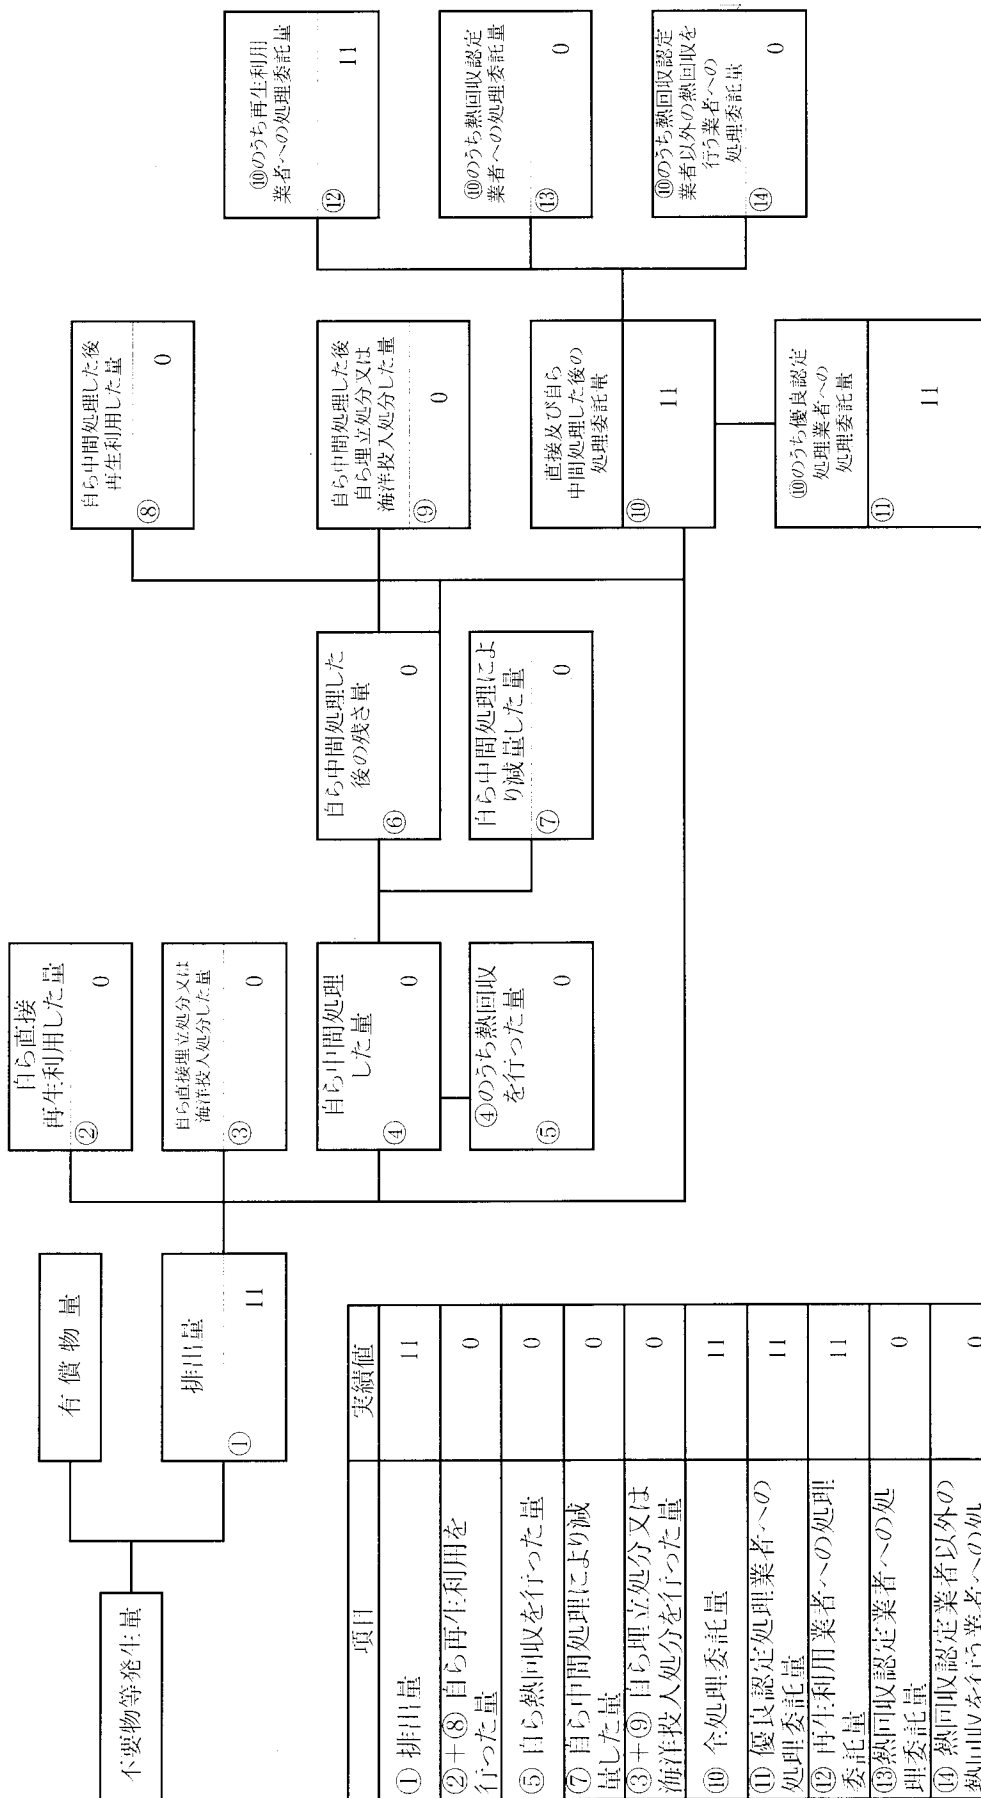 不要物等発生量
有償物量
排出量
① 11
自ら直接
再生利用した量
② 0
自ら直接埋立処分又は
海洋投入処分した量
③ 0
自ら中間処理
した量
④ 0
④のうち熱回収
を行った量
⑤ 0
自ら中間処理した
後の残さ量
⑥ 0
自ら中間処理によ
り減量した量
⑦ 0
自ら中間処理した後
再生利用した量
⑧ 0
自ら中間処理した後
自ら埋立処分又は
海洋投入処分した量
⑨ 0
直接及び自ら
中間処理した後の
処理委託量
⑩ 11
⑩のうち優良認定
処理業者への
処理委託量
⑪ 11
⑩のうち再生利用
業者への処理委託量
⑫ 11
⑩のうち熱回収認定
業者への処理委託量
⑬ 0
⑩のうち熱回収認定
業者以外の熱回収を
行う業者への
処理委託量
⑭ 0
項目 実績値
①排出量 11
②+⑧自ら再生利用を
行った量 0
⑤自ら熱回収を行った量 0
⑦自ら中間処理により減
量した量 0
③+⑨自ら埋立処分又は
海洋投入処分を行った量 0
⑩全処理委託量 11
⑪優良認定処理業者への
処理委託量 11
⑫再生利用業者への処理
委託量 11
⑬熱回収認定業者への処
理委託量 0
⑭熱回収認定業者以外の
熱回収を行う業者への処 0